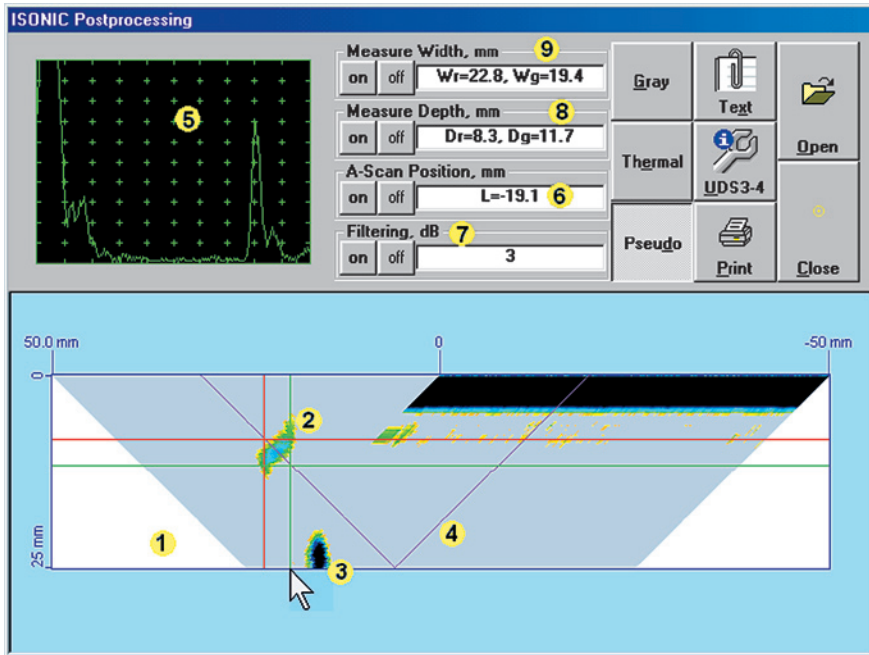 ISONIC Postprocessing
5
Measure Width, mm 9
on off Wr=22.8, Wg=19.4
Measure Depth, mm 8
on off Dr=8.3, Dg=11.7
A-Scan Position, mm
on off L=-19.1 6
Filtering, dB 7
on off 3
Gray
Thermal
Pseudo
Text
UDS3-4
Print
Open
Close
50.0 mm 0 -50 mm
0
2
1
4
25 mm
3